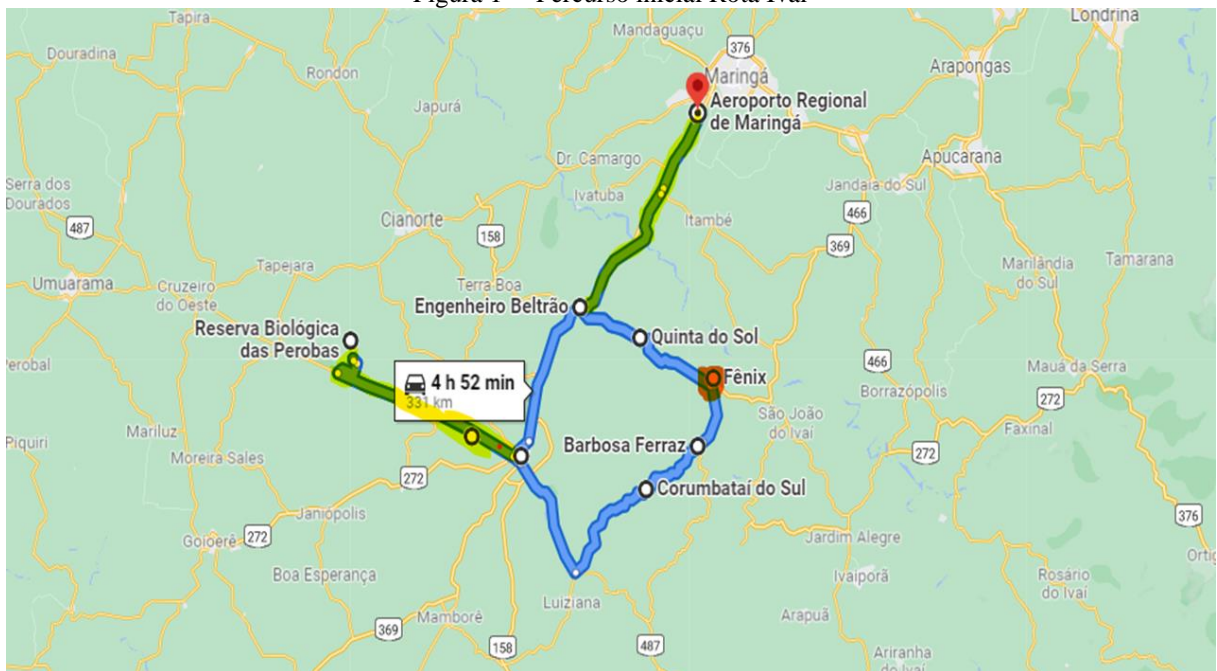 Figura 1 – Percurso inicial Rota Ivaí
Tapira
Mandaguaçu
Londrina
Douradina
376
Rondon
Maringá
Arapongas
Japurá
Aeroporto Regional
de Maringá
Dr. Camargo
Apucarana
Serra dos
Dourados
Ivatuba
Jandaia do Sul
487
Cianorte
Itambé
466
158
369
Tapejara
Marilândia
do Sul
Tamarana
Umuarama
Cruzeiro
do Oeste
Terra Boa
Engenheiro Beltrão
Reserva Biológica
das Perobas
Quinta do Sol
Perobal
466
Mauá da Serra
4 h 52 min
331 km
Fênix
Borrazópolis
272
São João
do Ivaí
Faxinal
Piquiri
Mariluz
Barbosa Ferraz
272
Moreira Sales
272
Corumbataí do Sul
Janiópolis
376
272
Goioerê
Jardim Alegre
Ortig
Boa Esperança
Ivaiporã
Rosário
do Ivaí
Luiziana
Mamborê
Arapuã
369
158
487
Ariranha
do Ivaí